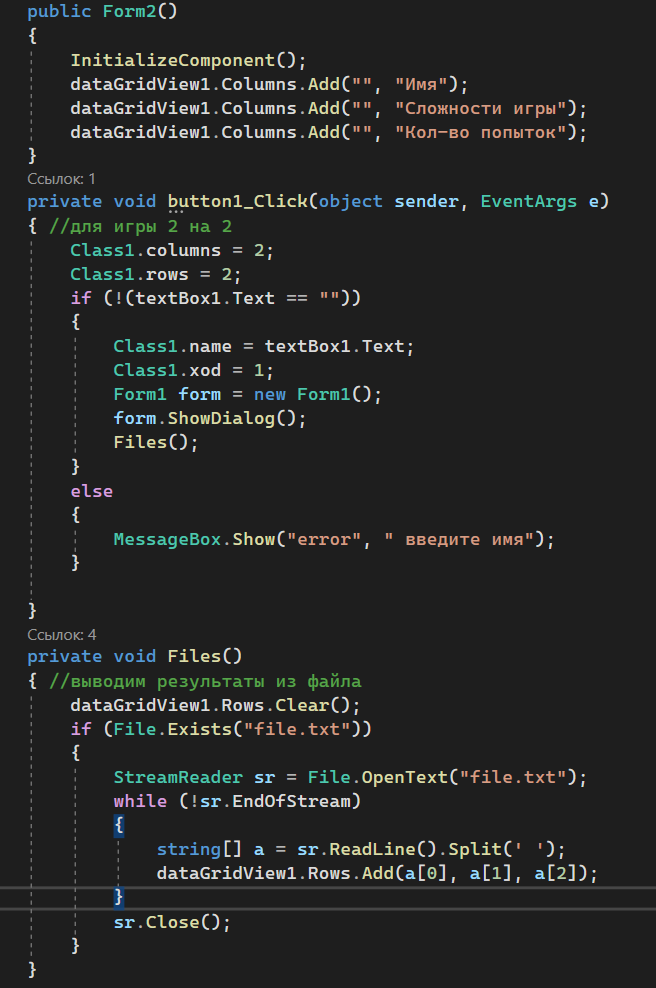 public Form2()
{
InitializeComponent();
dataGridView1.Columns.Add("", "Имя");
dataGridView1.Columns.Add("", "Сложности игры");
dataGridView1.Columns.Add("", "Кол-во попыток");
}
Ссылок: 1
private void button1_Click(object sender, EventArgs e)
{ //для игры 2 на 2
Class1.columns = 2;
Class1.rows = 2;
if (!(textBox1.Text == ""))
{
Class1.name = textBox1.Text;
Class1.xod = 1;
Form1 form = new Form1();
form.ShowDialog();
Files();
}
else
{
MessageBox.Show("error", " введите имя");
}
}
Ссылок: 4
private void Files()
{ //выводим результаты из файла
dataGridView1.Rows.Clear();
if (File.Exists("file.txt"))
{
StreamReader sr = File.OpenText("file.txt");
while (!sr.EndOfStream)
{
string[] a = sr.ReadLine().Split(' ');
dataGridView1.Rows.Add(a[0], a[1], a[2]);
}
sr.Close();
}
}